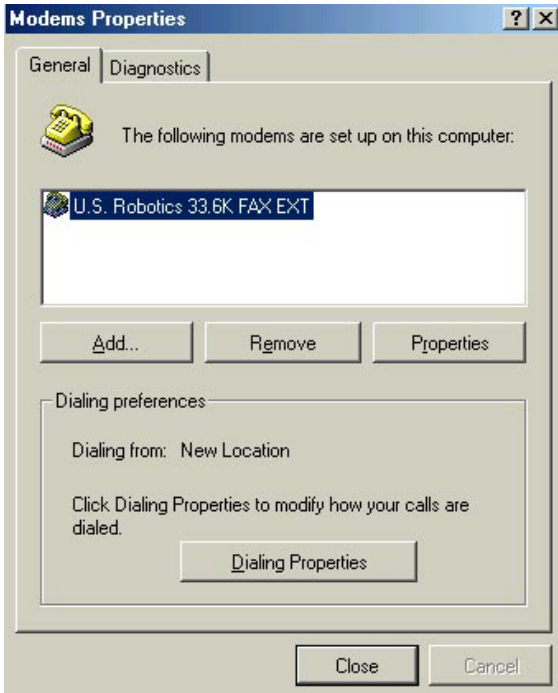 Modems Properties
General
Diagnostics
The following modems are set up on this computer:
U.S. Robotics 33.6K FAX EXT
Add...
Remove
Properties
Dialing preferences
Dialing from: New Location
Click Dialing Properties to modify how your calls are
dialed.
Dialing Properties
Close
Cancel